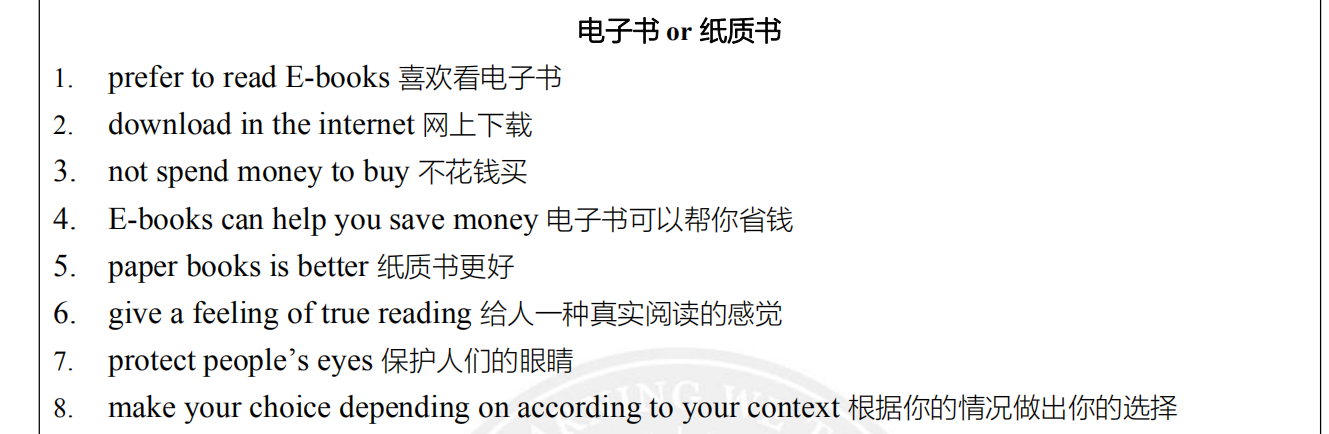 电子书 or 纸质书
1. prefer to read E-books 喜欢看电子书
2. download in the internet 网上下载
3. not spend money to buy 不花钱买
4. E-books can help you save money 电子书可以帮你省钱
5. paper books is better 纸质书更好
6. give a feeling of true reading 给人一种真实阅读的感觉
7. protect people’s eyes 保护人们的眼睛
8. make your choice depending on according to your context 根据你的情况做出你的选择